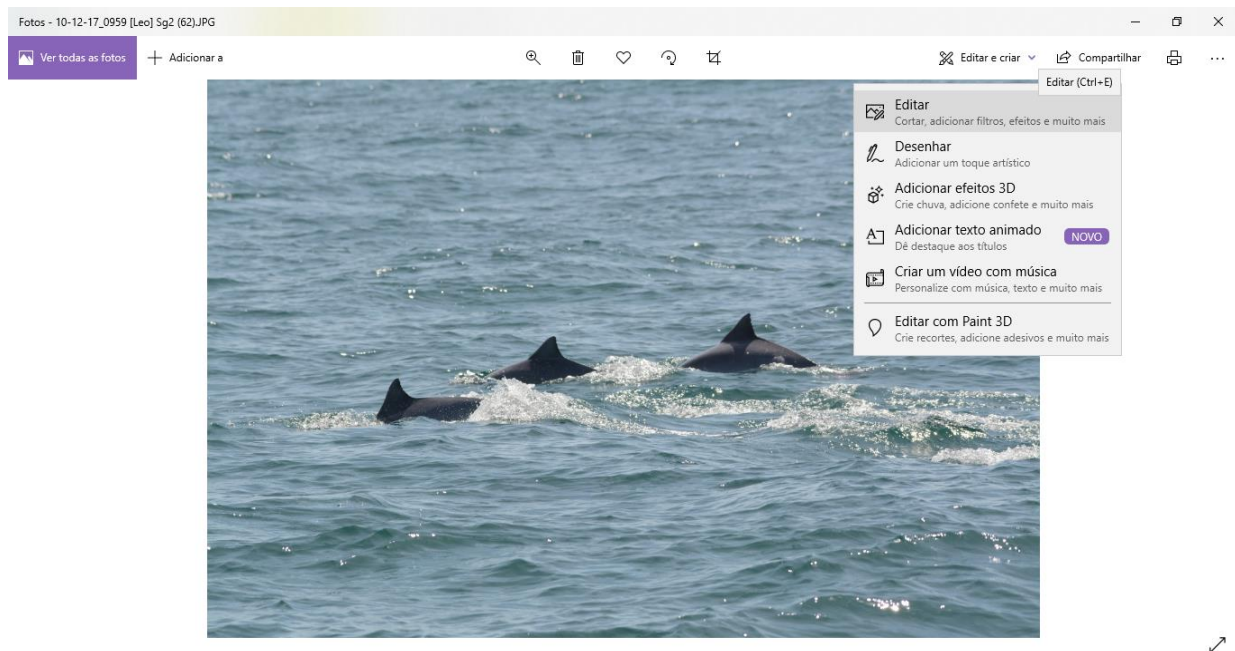 Fotos - 10-12-17_0959 [Leo] Sg2 (62).JPG
Ver todas as fotos
Adicionar a
Editar e criar
Compartilhar
Editar (Ctrl+E)
Editar
Cortar, adicionar filtros, efeitos e muito mais
Desenhar
Adicionar um toque artístico
Adicionar efeitos 3D
Crie chuva, adicione confete e muito mais
Adicionar texto animado
NOVO
Dê destaque aos títulos
Criar um vídeo com música
Personalize com música, texto e muito mais
Editar com Paint 3D
Crie recortes, adicione adesivos e muito mais